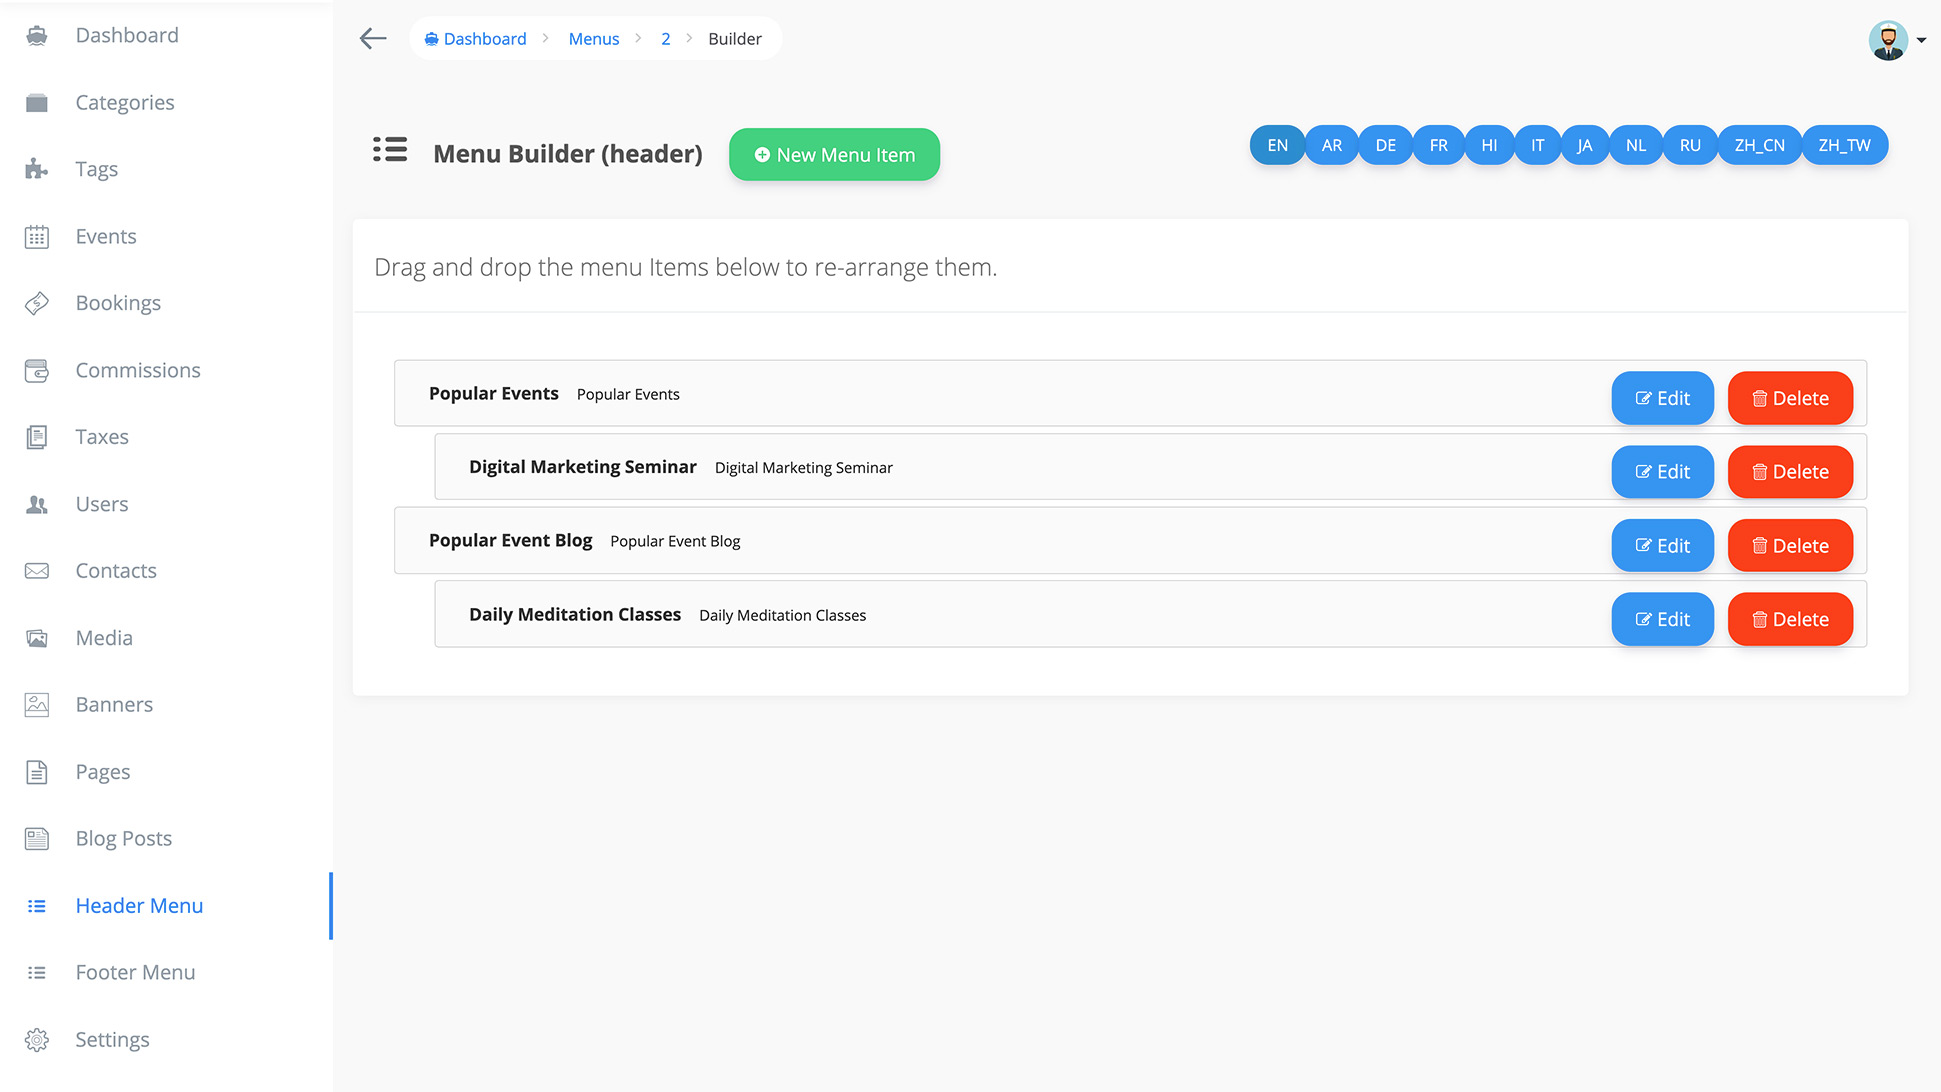 Dashboard
Categories
Tags
Events
Bookings
Commissions
Taxes
Users
Contacts
Media
Banners
Pages
Blog Posts
Header Menu
Footer Menu
Settings
Dashboard > Menus > 2 > Builder
Menu Builder (header)
New Menu Item
EN AR DE FR HI IT JA NL RU ZH_CN ZH_TW
Drag and drop the menu Items below to re-arrange them.
Popular Events Popular Events Edit Delete
Digital Marketing Seminar Digital Marketing Seminar Edit Delete
Popular Event Blog Popular Event Blog Edit Delete
Daily Meditation Classes Daily Meditation Classes Edit Delete